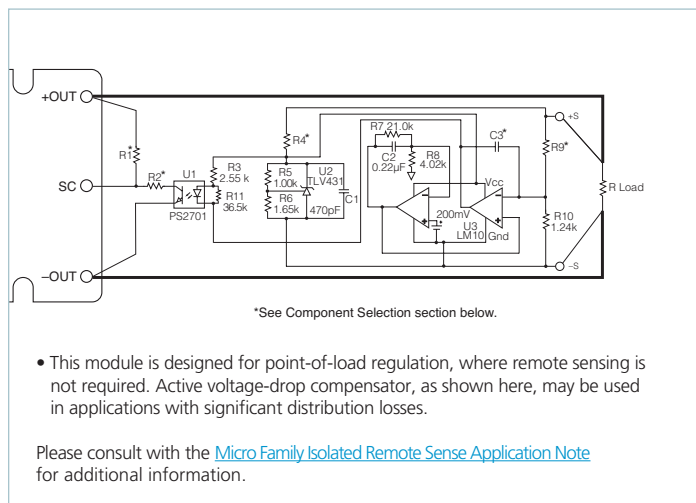 +OUT
R1*
SC
R2*
U1
PS2701
R3
2.55 k
R11
36.5k
–OUT
R4*
R5
1.00k
R6
1.65k
U2
TLV431
470pF
C1
R7 21.0k
C2
0.22µF
R8
4.02k
C3*
Vcc
200mV
U3
LM10
Gnd
R9*
R10
1.24k
+S
–S
R Load
*See Component Selection section below.
• This module is designed for point-of-load regulation, where remote sensing is
not required. Active voltage-drop compensator, as shown here, may be used
in applications with significant distribution losses.
Please consult with the Micro Family Isolated Remote Sense Application Note
for additional information.